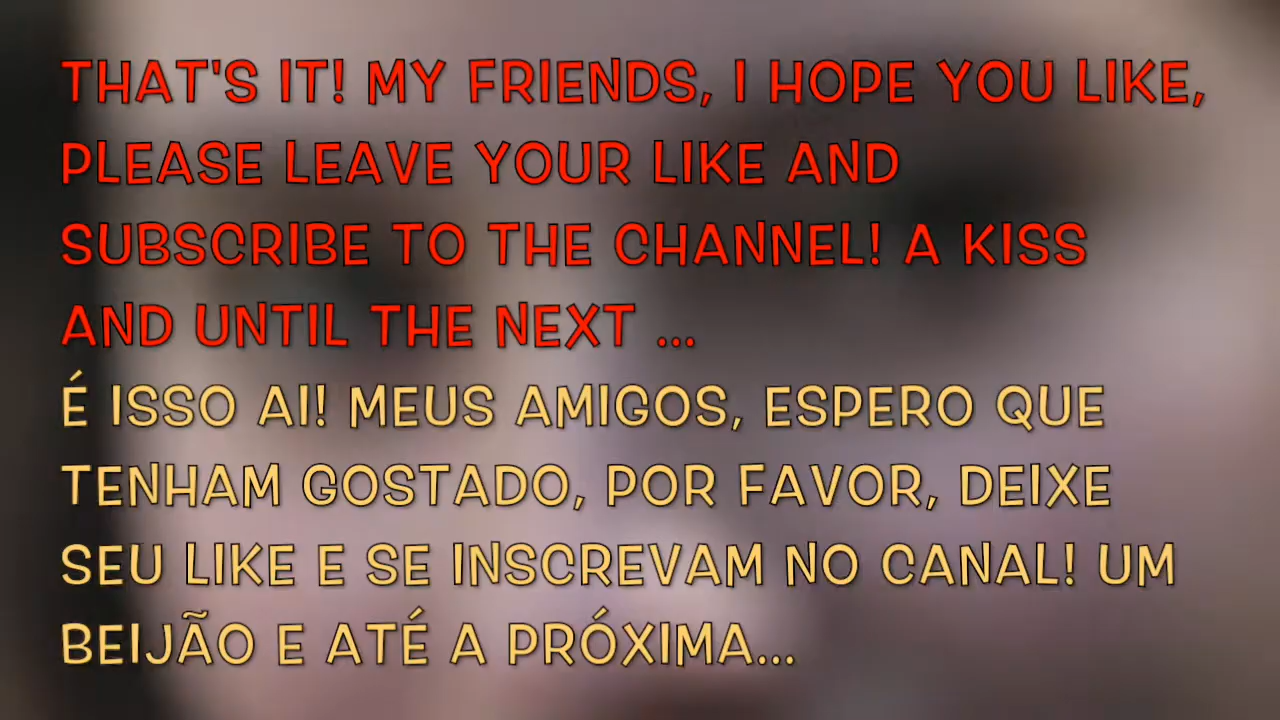 THAT'S IT! MY FRIENDS, I HOPE YOU LIKE,
PLEASE LEAVE YOUR LIKE AND
SUBSCRIBE TO THE CHANNEL! A KISS
AND UNTIL THE NEXT ...
É ISSO AI! MEUS AMIGOS, ESPERO QUE
TENHAM GOSTADO, POR FAVOR, DEIXE
SEU LIKE E SE INSCREVAM NO CANAL! UM
BEIJÃO E ATÉ A PRÓXIMA...